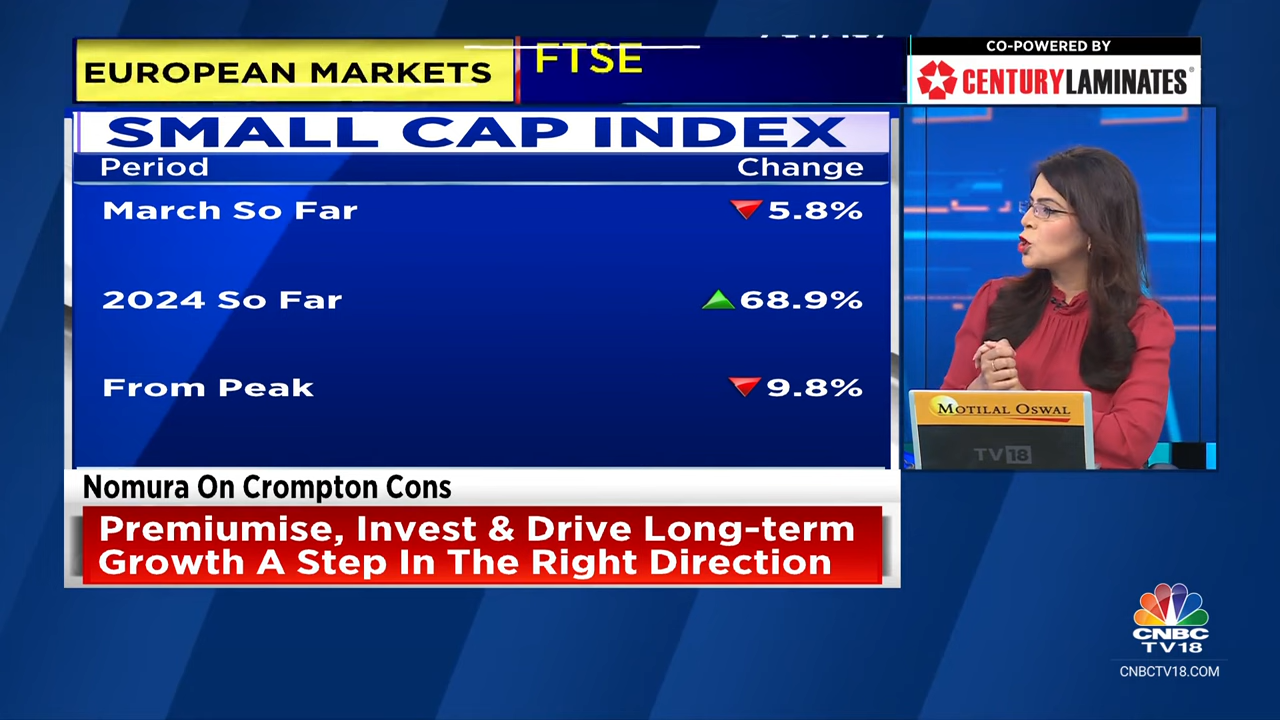 EUROPEAN MARKETS
FTSE
CO-POWERED BY
CENTURYLAMINATES®
SMALL CAP INDEX
Period Change
March So Far 5.8%
2024 So Far 68.9%
From Peak 9.8%
MOTILAL OSWAL
TV18
Nomura On Crompton Cons
Premiumise, Invest & Drive Long-term
Growth A Step In The Right Direction
CNBC
TV18
CNBCTV18.COM